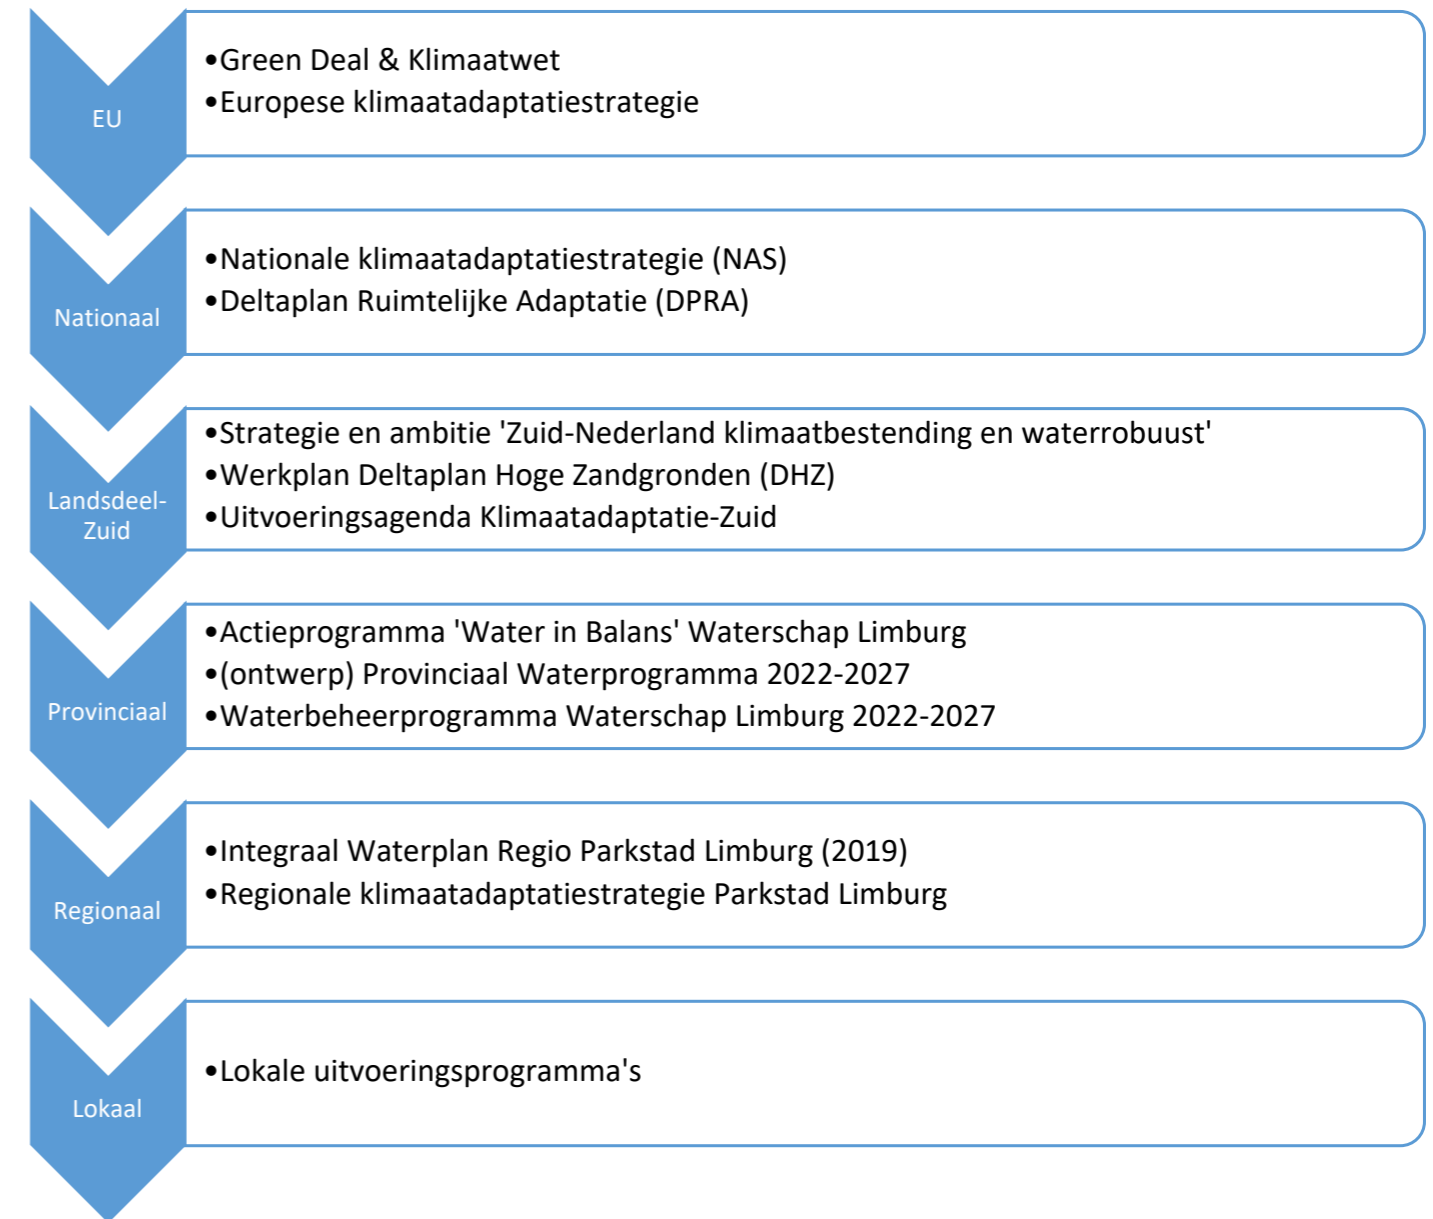 EU
•Green Deal & Klimaatwet
•Europese klimaatadaptatiestrategie
Nationaal
•Nationale klimaatadaptatiestrategie (NAS)
•Deltaplan Ruimtelijke Adaptatie (DPRA)
Landsdeel-
Zuid
•Strategie en ambitie 'Zuid-Nederland klimaatbestending en waterrobuust'
•Werkplan Deltaplan Hoge Zandgronden (DHZ)
•Uitvoeringsagenda Klimaatadaptatie-Zuid
Provinciaal
•Actieprogramma 'Water in Balans' Waterschap Limburg
•(ontwerp) Provinciaal Waterprogramma 2022-2027
•Waterbeheerprogramma Waterschap Limburg 2022-2027
Regionaal
•Integraal Waterplan Regio Parkstad Limburg (2019)
•Regionale klimaatadaptatiestrategie Parkstad Limburg
Lokaal
•Lokale uitvoeringsprogramma's